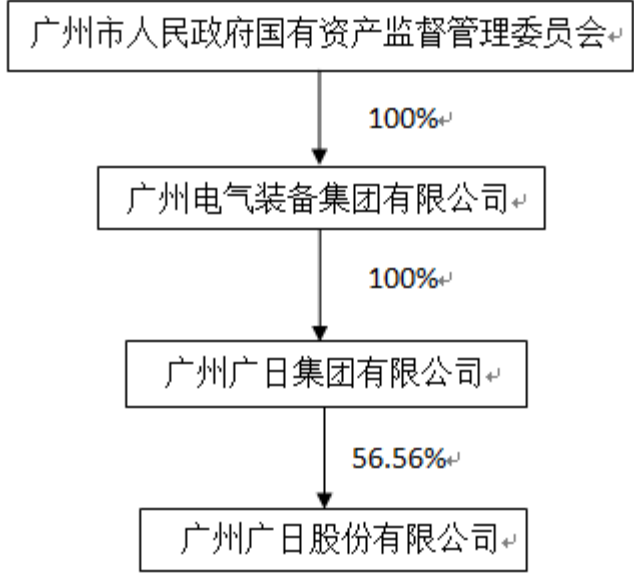 广州市人民政府国有资产监督管理委员会
100%
广州电气装备集团有限公司
100%
广州广日集团有限公司
56.56%
广州广日股份有限公司